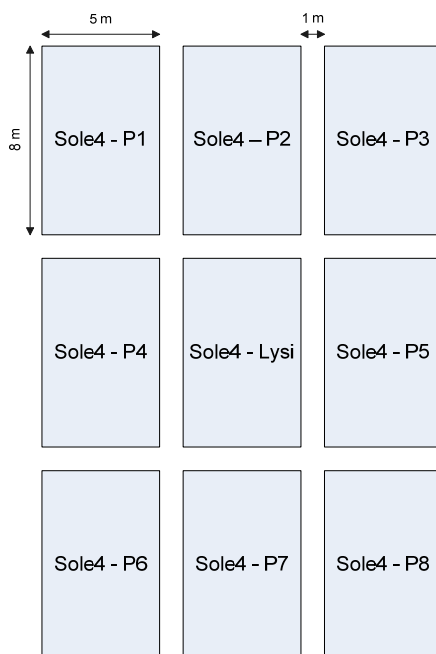 5 m
1 m
8 m
Sole4 - P1
Sole4 – P2
Sole4 - P3
Sole4 - P4
Sole4 - Lysi
Sole4 - P5
Sole4 - P6
Sole4 - P7
Sole4 - P8